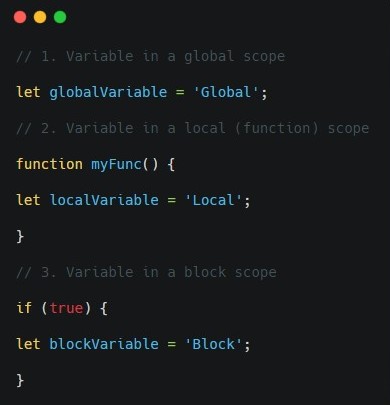 // 1. Variable in a global scope
let globalVariable = 'Global';
// 2. Variable in a local (function) scope
function myFunc() {
let localVariable = 'Local';
}
// 3. Variable in a block scope
if (true) {
let blockVariable = 'Block';
}